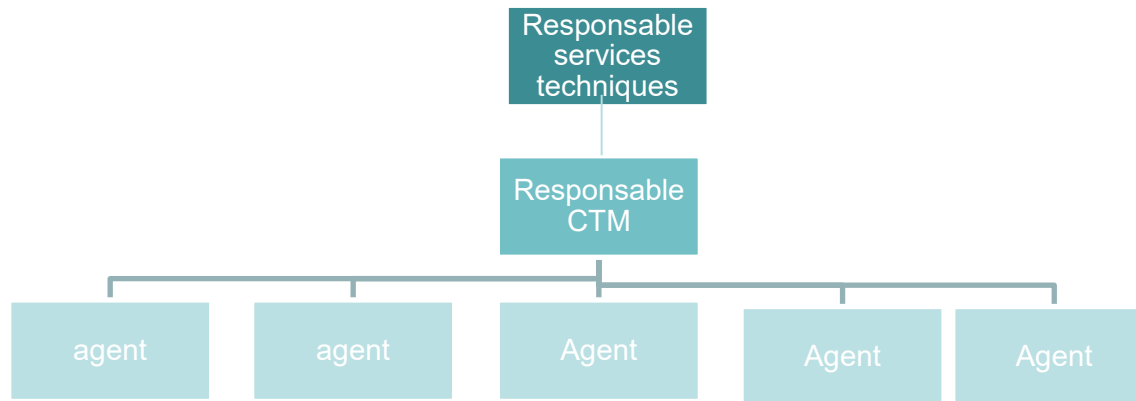 Responsable
services
techniques
Responsable
CTM
agent
agent
Agent
Agent
Agent